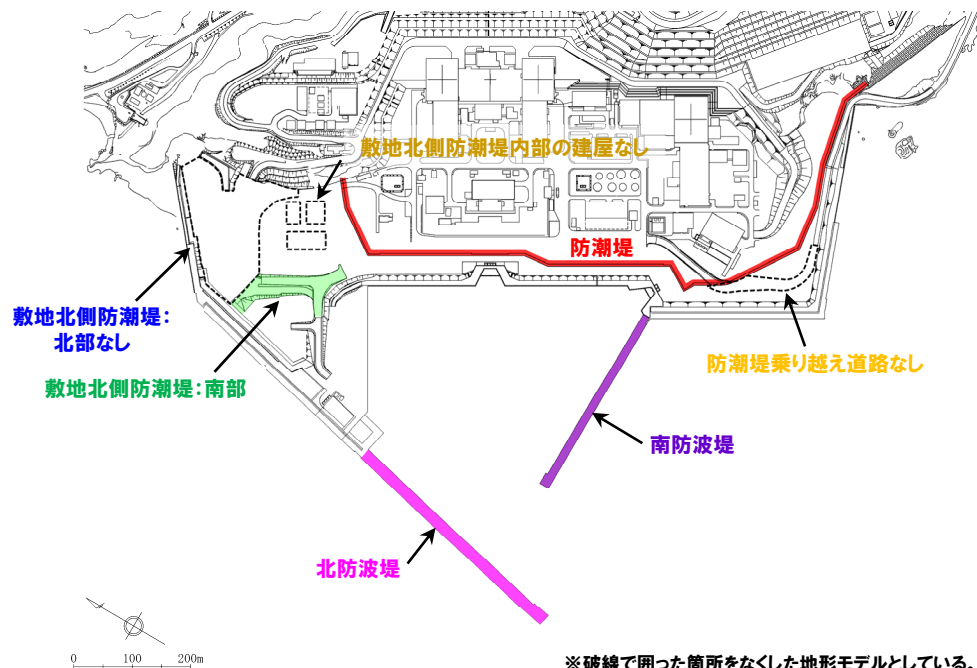 敷地北側防潮堤内部の建屋なし
防潮堤
敷地北側防潮堤：
北部なし
敷地北側防潮堤：南部
防潮堤乗り越え道路なし
南防波堤
北防波堤
0 100 200m
※破線で囲った箇所をなくした地形モデルとしている。